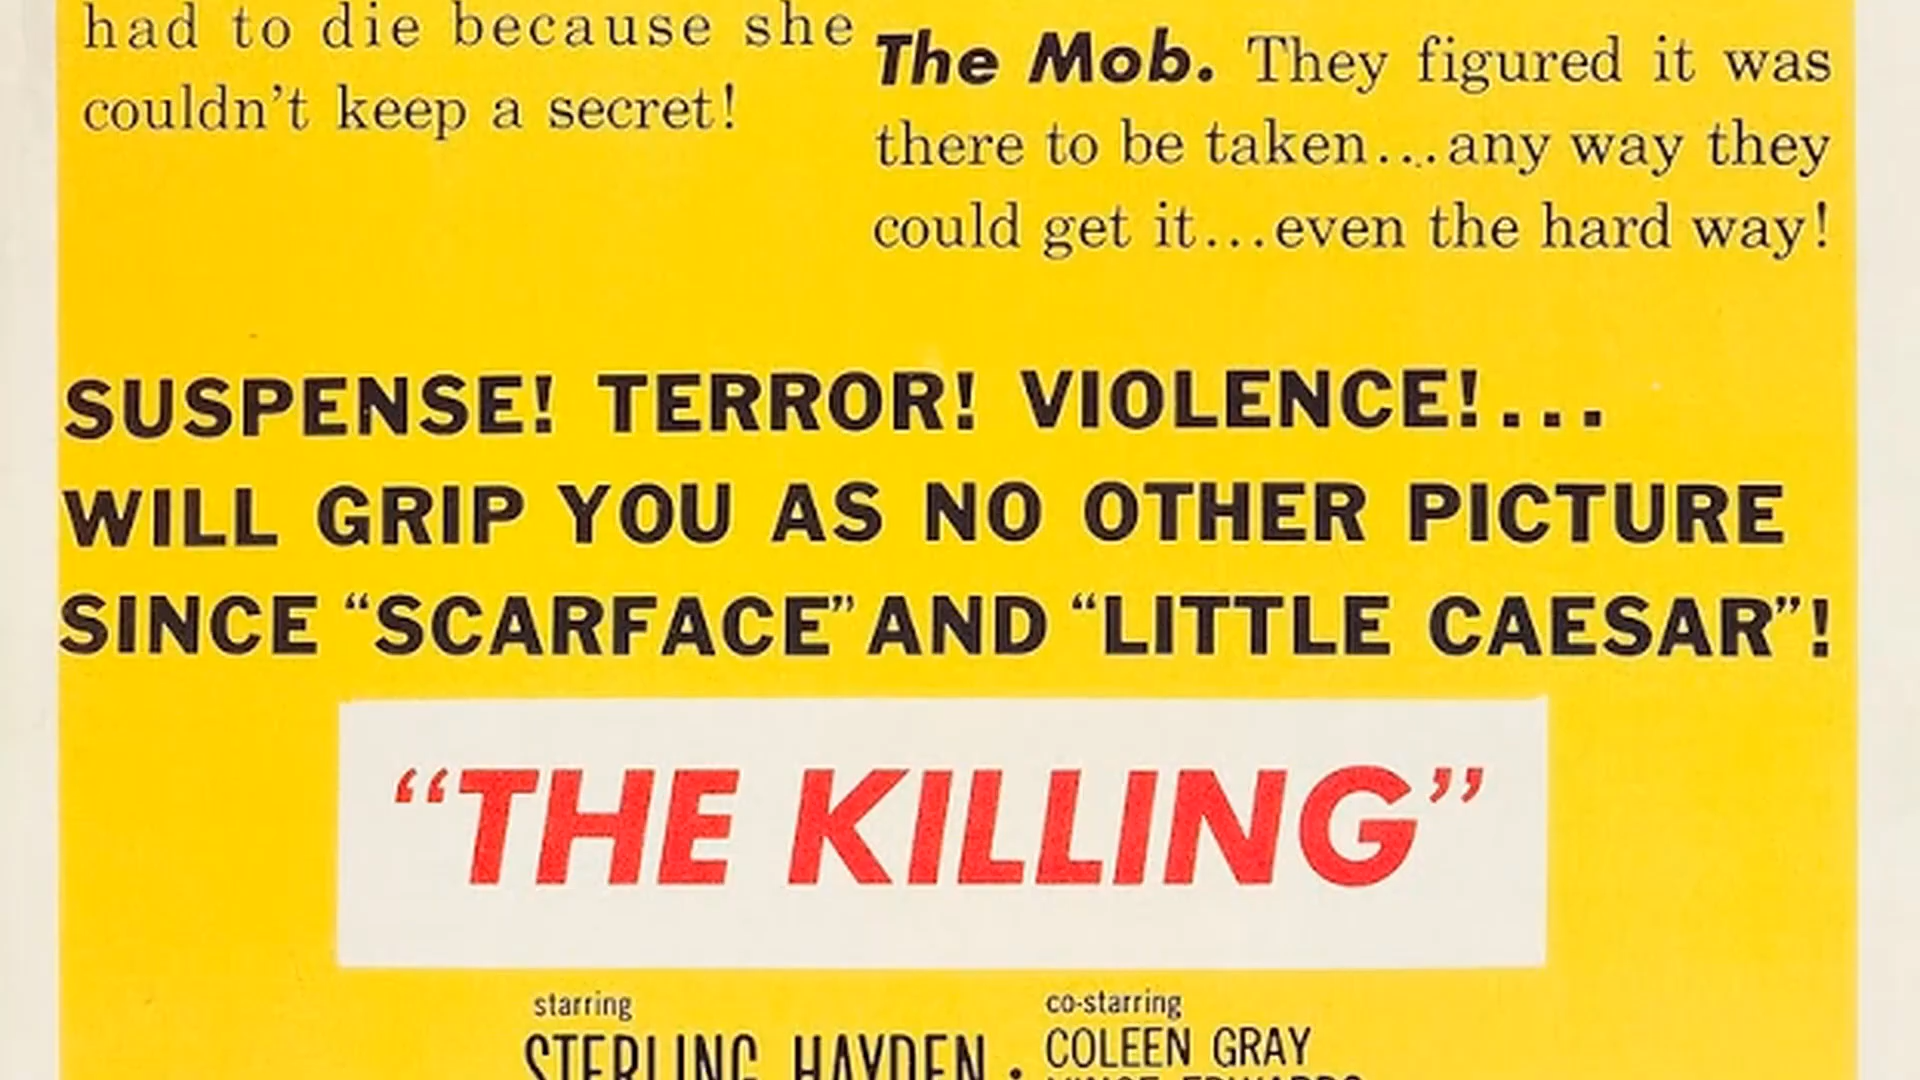 had to die because she
couldn't keep a secret!
The Mob. They figured it was
there to be taken...any way they
could get it...even the hard way!
SUSPENSE! TERROR! VIOLENCE!...
WILL GRIP YOU AS NO OTHER PICTURE
SINCE “SCARFACE” AND “LITTLE CAESAR”!
“THE KILLING”
starring
STERLING HAYDEN •
co-starring
COLEEN GRAY
VINCE EDWARDS